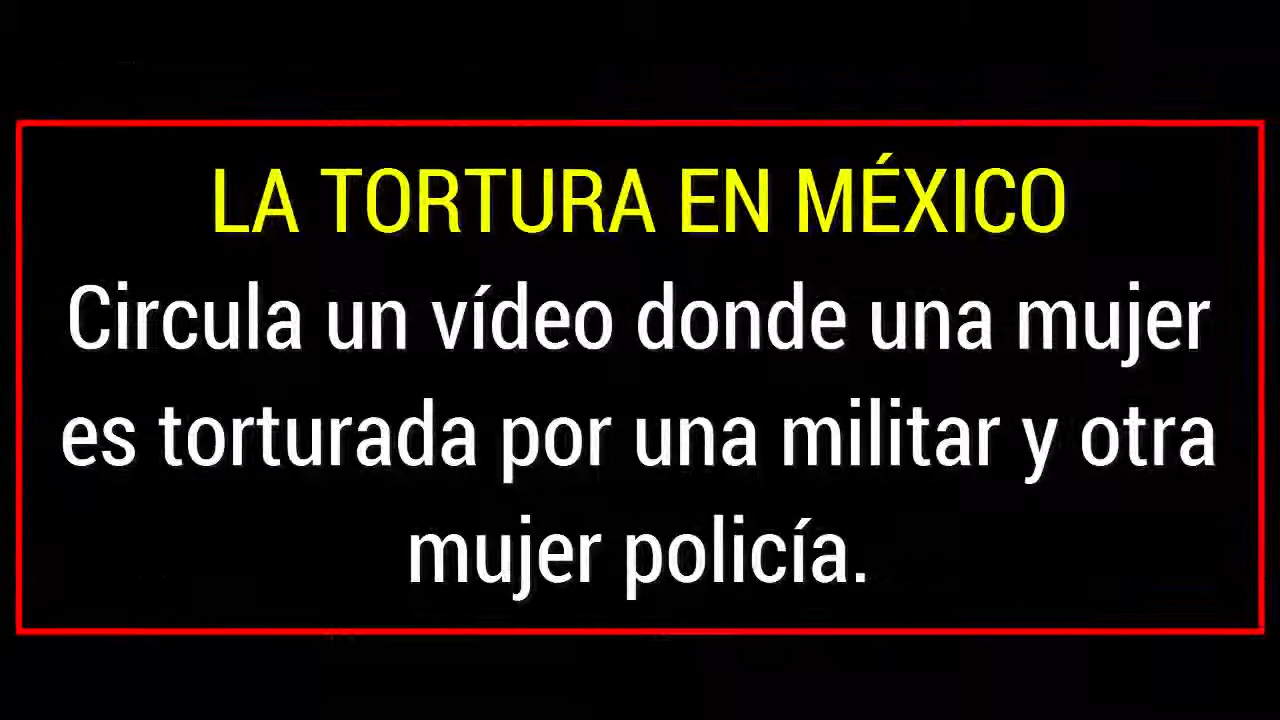 LA TORTURA EN MÉXICO
Circula un vídeo donde una mujer
es torturada por una militar y otra
mujer policía.